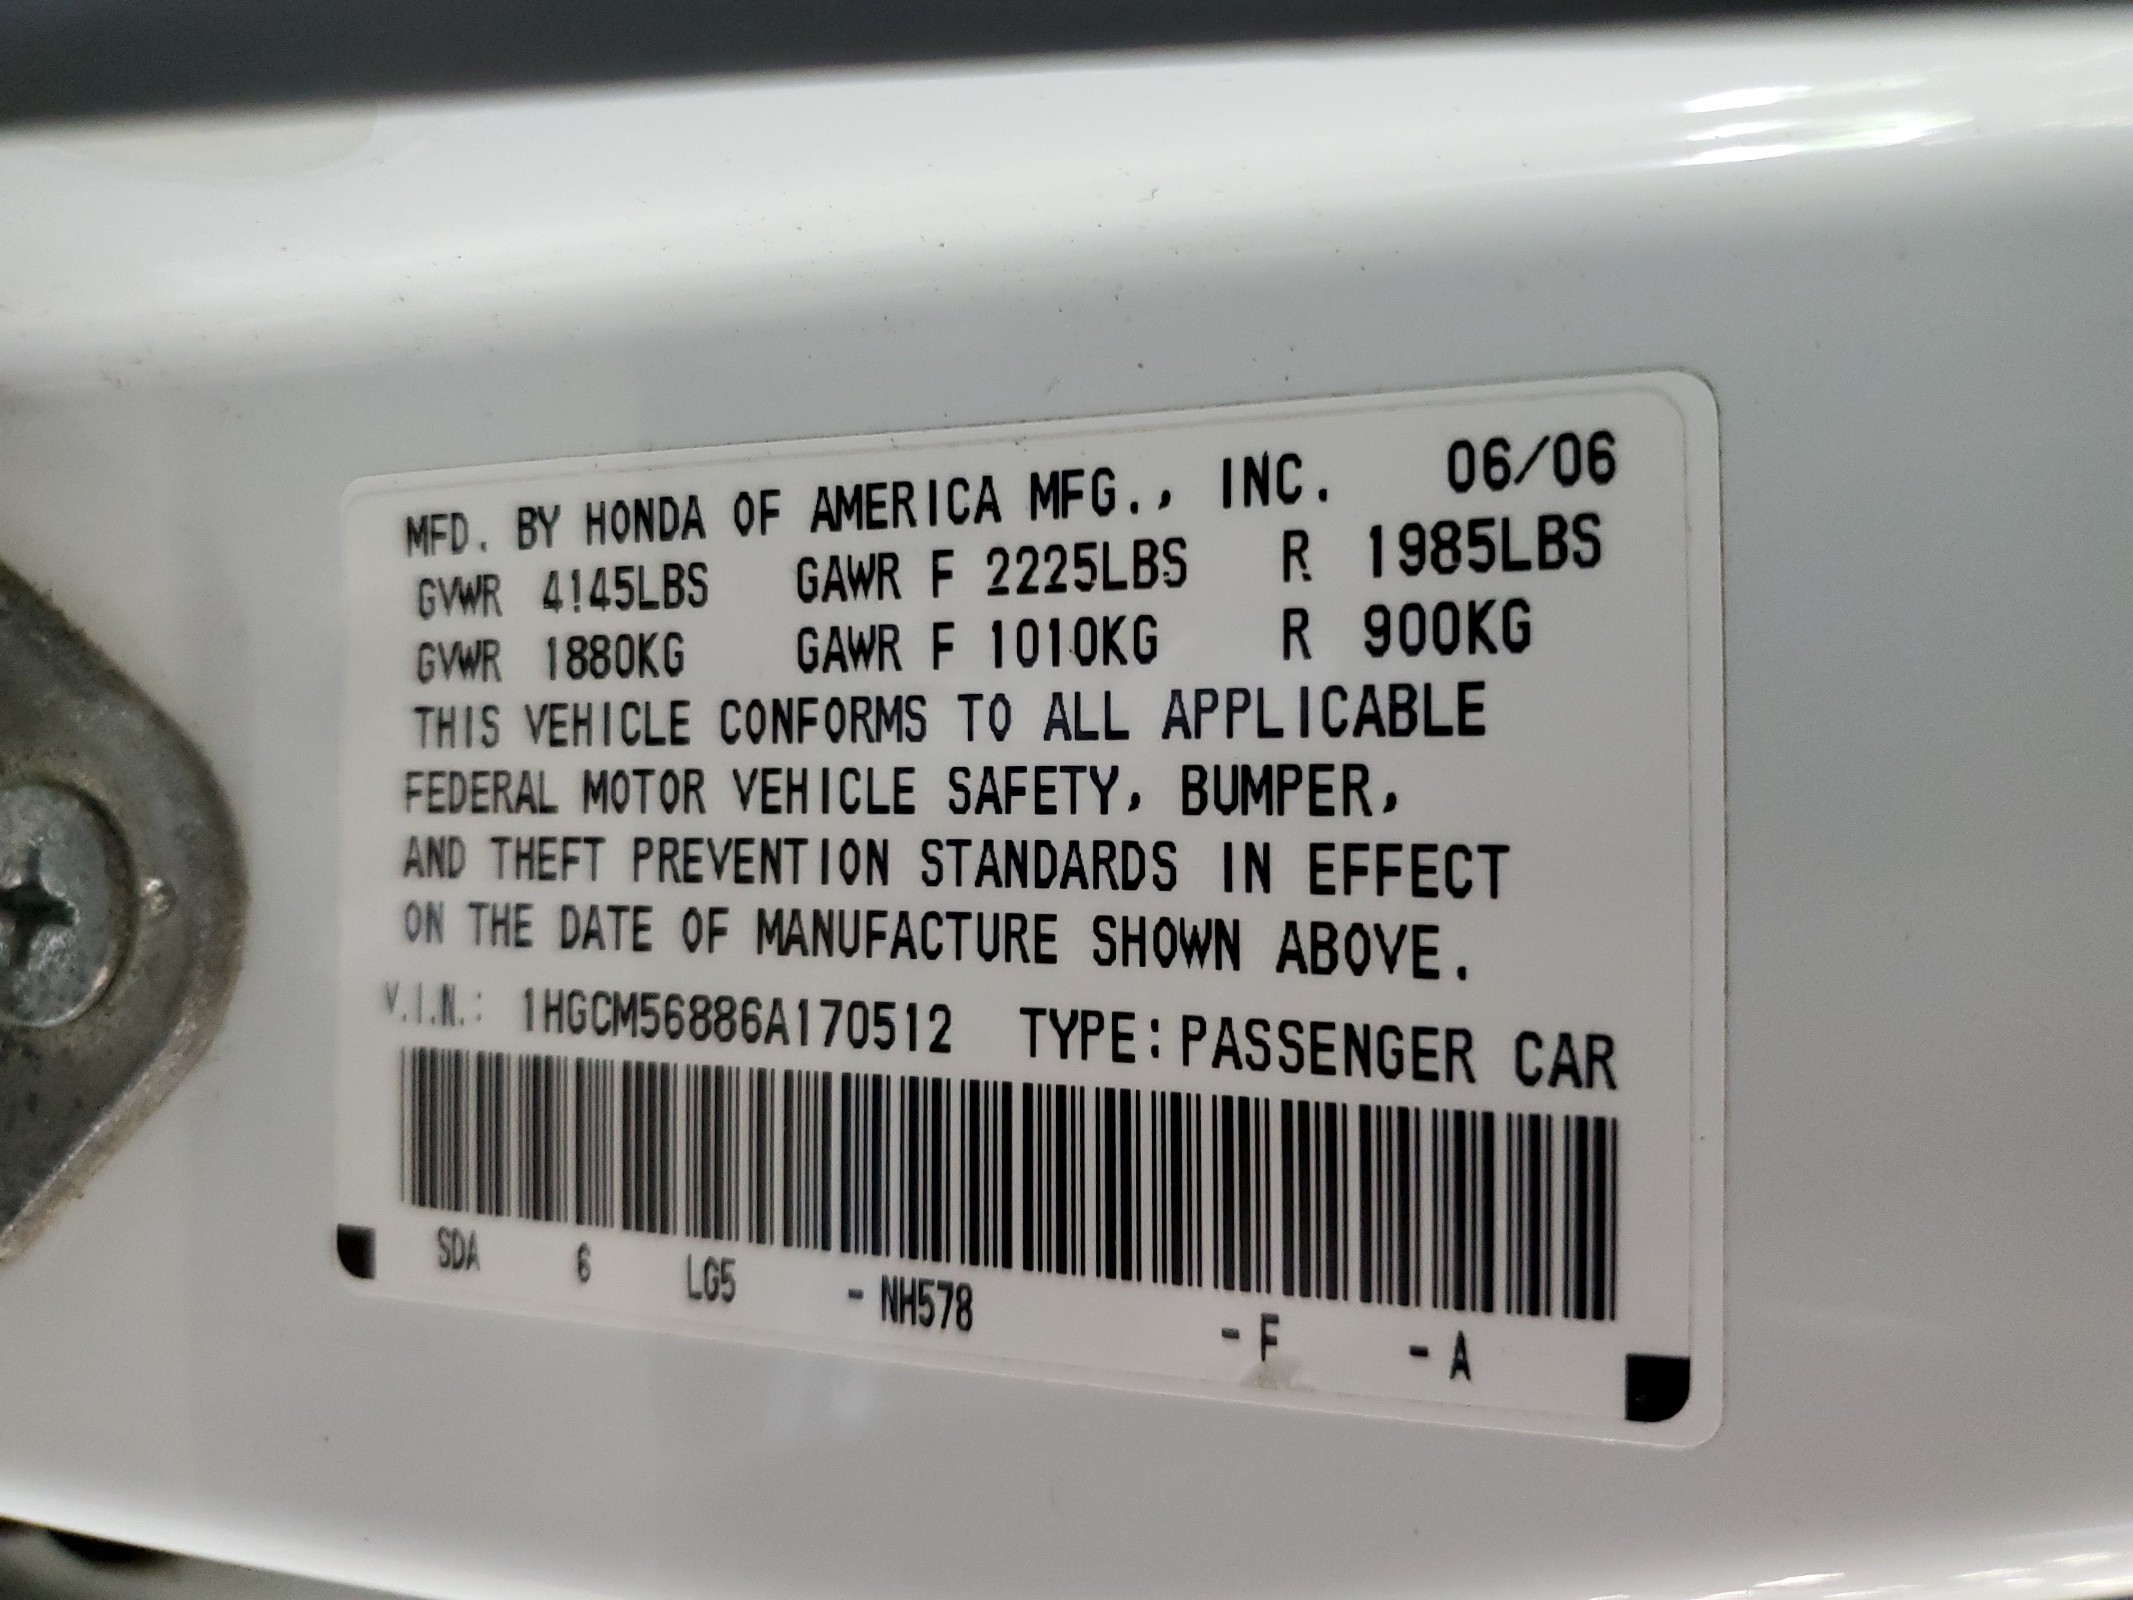 MFD. BY HONDA OF AMERICA MFG., INC. 06/06
GVWR 4145LBS GAWR F 2225LBS R 1985LBS
GVWR 1880KG GAWR F 1010KG R 900KG
THIS VEHICLE CONFORMS TO ALL APPLICABLE
FEDERAL MOTOR VEHICLE SAFETY, BUMPER,
AND THEFT PREVENTION STANDARDS IN EFFECT
ON THE DATE OF MANUFACTURE SHOWN ABOVE.
V.I.N.: 1HGCM56886A170512 TYPE: PASSENGER CAR
SDA 6 LG5 - NH578 - F - A